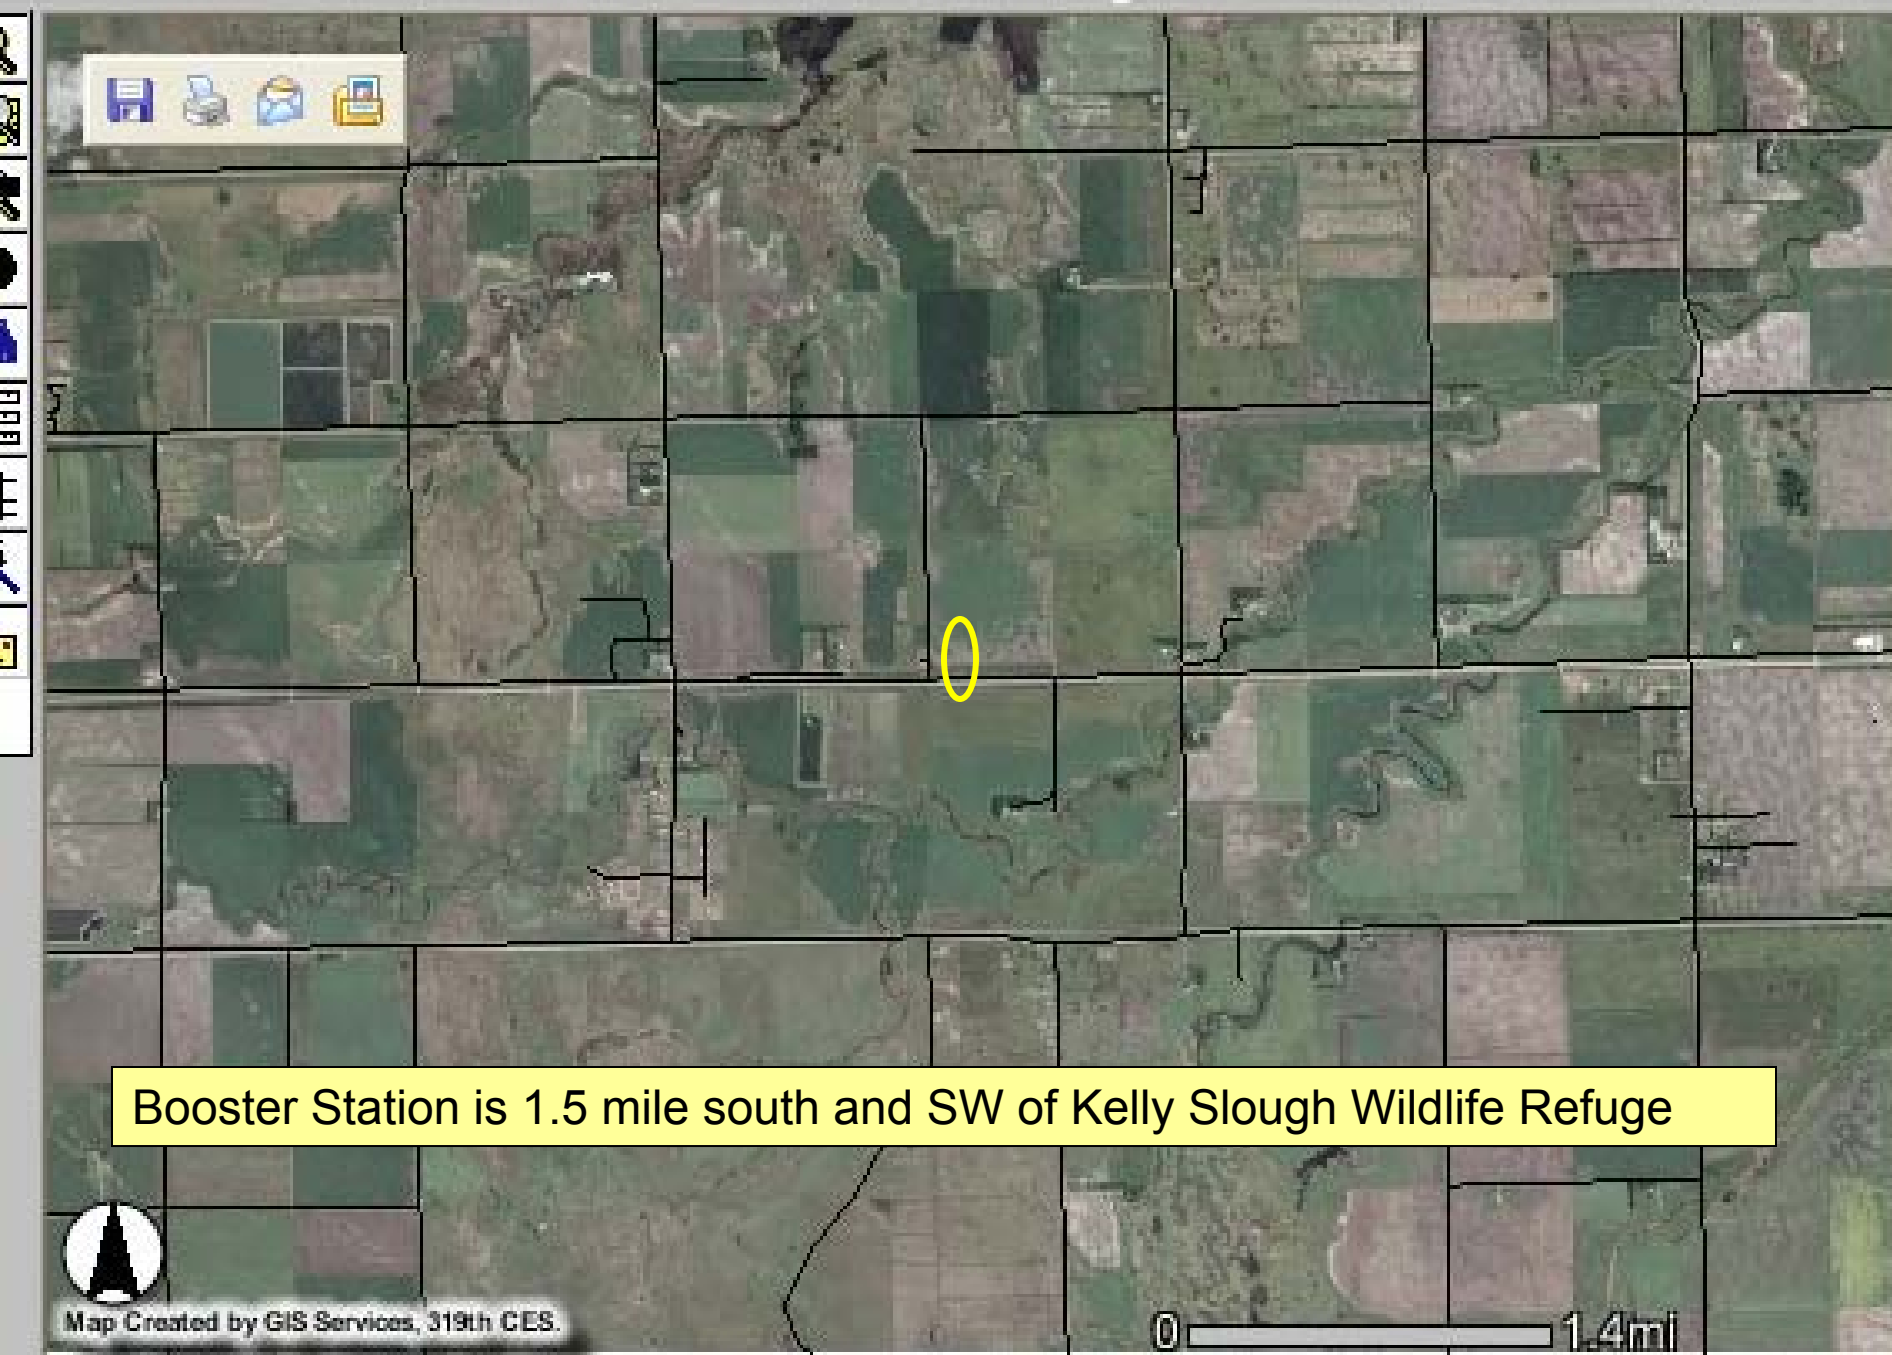 Booster Station is 1.5 mile south and SW of Kelly Slough Wildlife Refuge
Map Created by GIS Services, 319th CES.
0 1.4mi